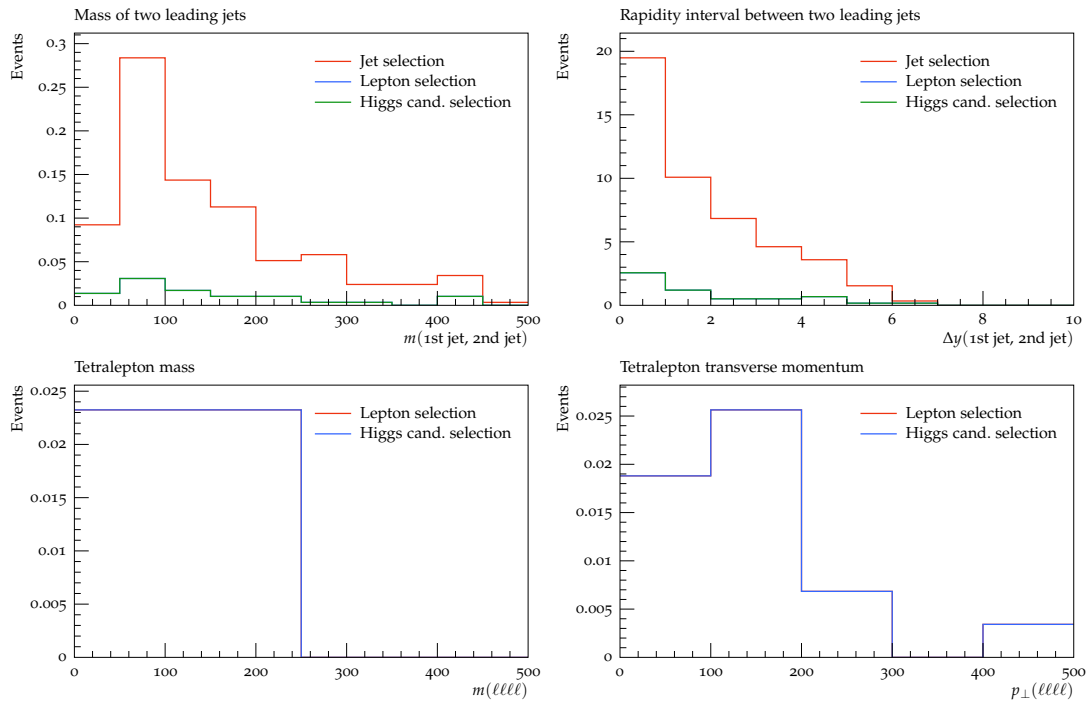 Mass of two leading jets
Events
0.3
0.25
0.2
0.15
0.1
0.05
0
Jet selection
Lepton selection
Higgs cand. selection
0 100 200 300 400 500
m(1st jet, 2nd jet)
Rapidity interval between two leading jets
Events
20
15
10
5
0
Jet selection
Lepton selection
Higgs cand. selection
0 2 4 6 8 10
Δy(1st jet, 2nd jet)
Tetralepton mass
Events
0.025
0.02
0.015
0.01
0.005
0
Lepton selection
Higgs cand. selection
0 100 200 300 400 500
m(ℓℓℓℓ)
Tetralepton transverse momentum
Events
0.025
0.02
0.015
0.01
0.005
0
Lepton selection
Higgs cand. selection
0 100 200 300 400 500
p⊥(ℓℓℓℓ)